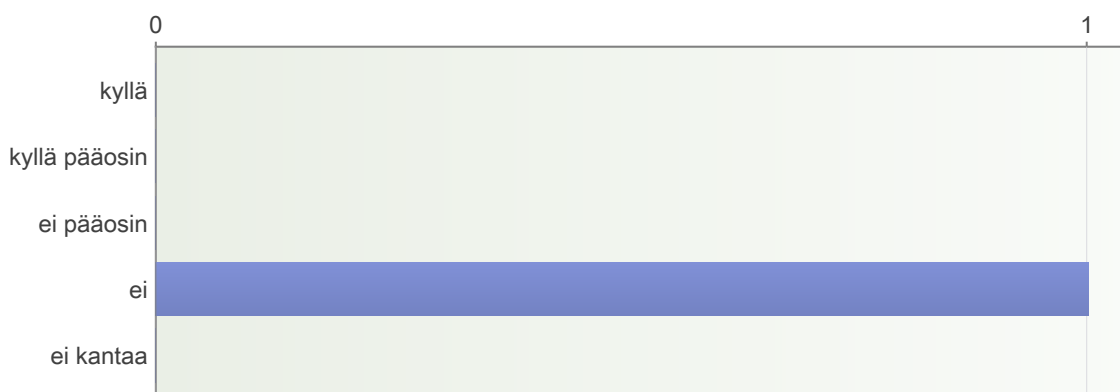 0 1
kyllä
kyllä pääosin
ei pääosin
ei
ei kantaa